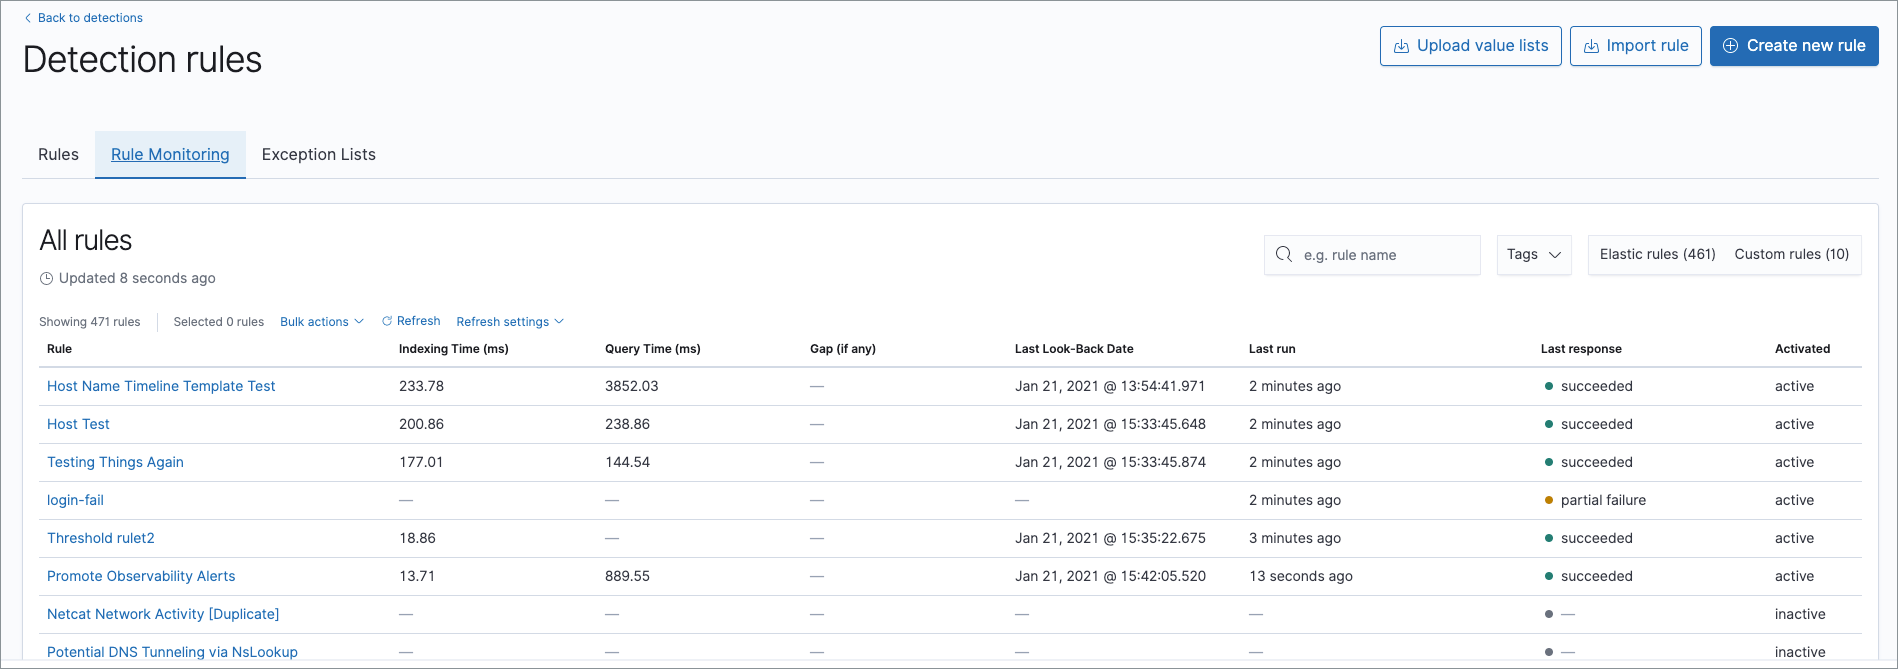 Back to detections
Detection rules
Upload value lists Import rule Create new rule
Rules Rule Monitoring Exception Lists
All rules
e.g. rule name Tags Elastic rules (461) Custom rules (10)
Updated 8 seconds ago
Showing 471 rules Selected 0 rules Bulk actions Refresh Refresh settings
Rule Indexing Time (ms) Query Time (ms) Gap (if any) Last Look-Back Date Last run Last response Activated
Host Name Timeline Template Test 233.78 3852.03 — Jan 21, 2021 @ 13:54:41.971 2 minutes ago succeeded active
Host Test 200.86 238.86 — Jan 21, 2021 @ 15:33:45.648 2 minutes ago succeeded active
Testing Things Again 177.01 144.54 — Jan 21, 2021 @ 15:33:45.874 2 minutes ago succeeded active
login-fail — — — — 2 minutes ago partial failure active
Threshold rulet2 18.86 — — Jan 21, 2021 @ 15:35:22.675 3 minutes ago succeeded active
Promote Observability Alerts 13.71 889.55 — Jan 21, 2021 @ 15:42:05.520 13 seconds ago succeeded active
Netcat Network Activity [Duplicate] — — — — — — inactive
Potential DNS Tunneling via NsLookup — — — — — — inactive